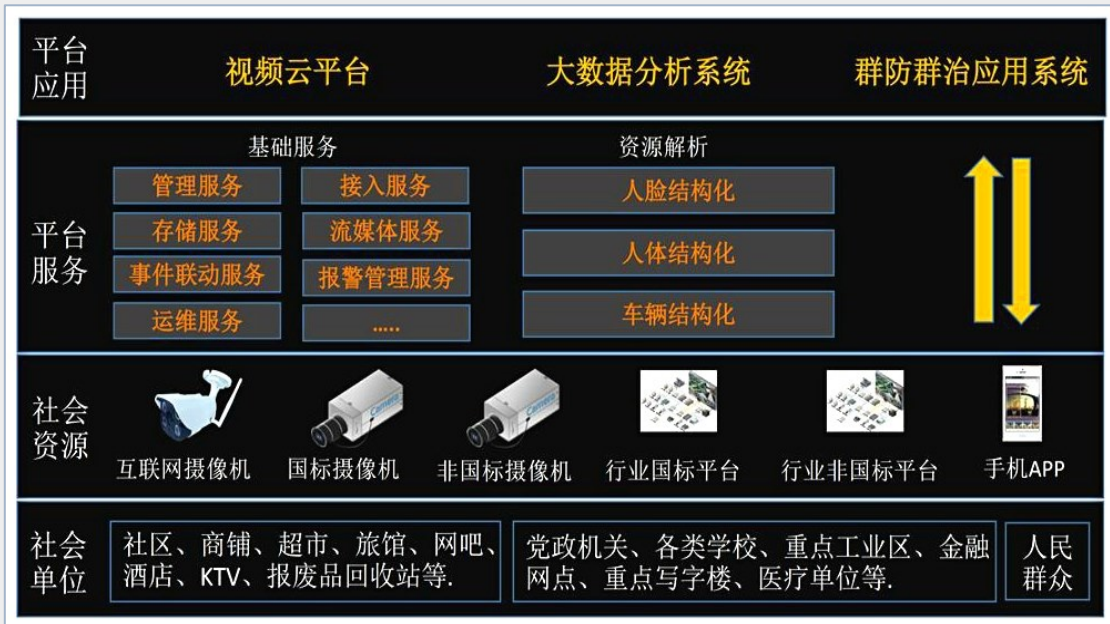 平台
应用
视频云平台
大数据分析系统
群防群治应用系统
平台
服务
基础服务
管理服务
接入服务
存储服务
流媒体服务
事件联动服务
报警管理服务
运维服务
.....
资源解析
人脸结构化
人体结构化
车辆结构化
社会
资源
Camera
Camera
互联网摄像机
国标摄像机
非国标摄像机
行业国标平台
行业非国标平台
手机APP
社会
单位
社区、商铺、超市、旅馆、网吧、
酒店、KTV、报废品回收站等.
党政机关、各类学校、重点工业区、金融
网点、重点写字楼、医疗单位等.
人民
群众